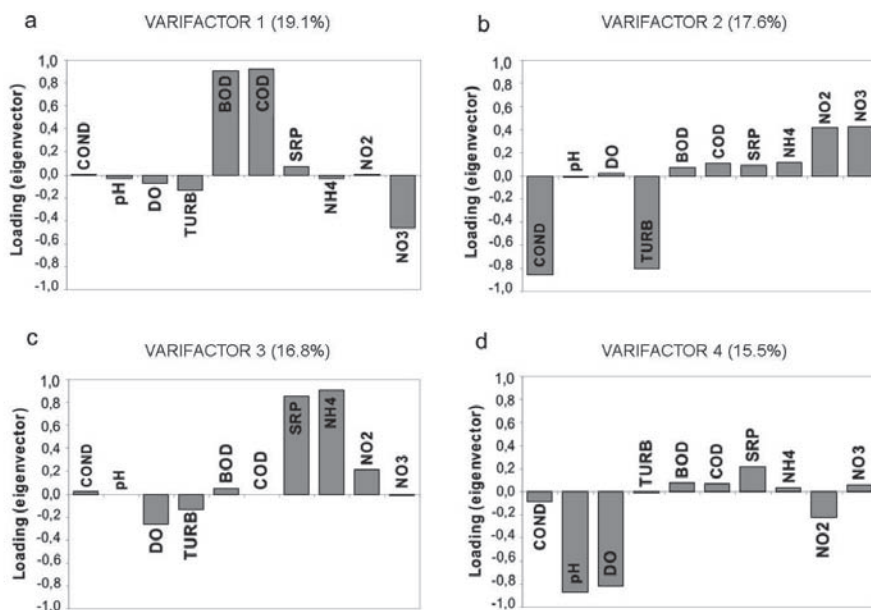 a
VARIFACTOR 1 (19.1%)
Loading (eigenvector)
1,0
0,8
0,6
0,4
0,2
0,0
-0,2
-0,4
-0,6
-0,8
-1,0
COND
pH
DO
TURB
BOD
COD
SRP
NH4
NO2
NO3
b
VARIFACTOR 2 (17.6%)
Loading (eigenvector)
1,0
0,8
0,6
0,4
0,2
0,0
-0,2
-0,4
-0,6
-0,8
-1,0
COND
pH
DO
TURB
BOD
COD
SRP
NH4
NO2
NO3
c
VARIFACTOR 3 (16.8%)
Loading (eigenvector)
1,0
0,8
0,6
0,4
0,2
0,0
-0,2
-0,4
-0,6
-0,8
-1,0
COND
pH
DO
TURB
BOD
COD
SRP
NH4
NO2
NO3
d
VARIFACTOR 4 (15.5%)
Loading (eigenvector)
1,0
0,8
0,6
0,4
0,2
0,0
-0,2
-0,4
-0,6
-0,8
-1,0
COND
pH
DO
TURB
BOD
COD
SRP
NH4
NO2
NO3